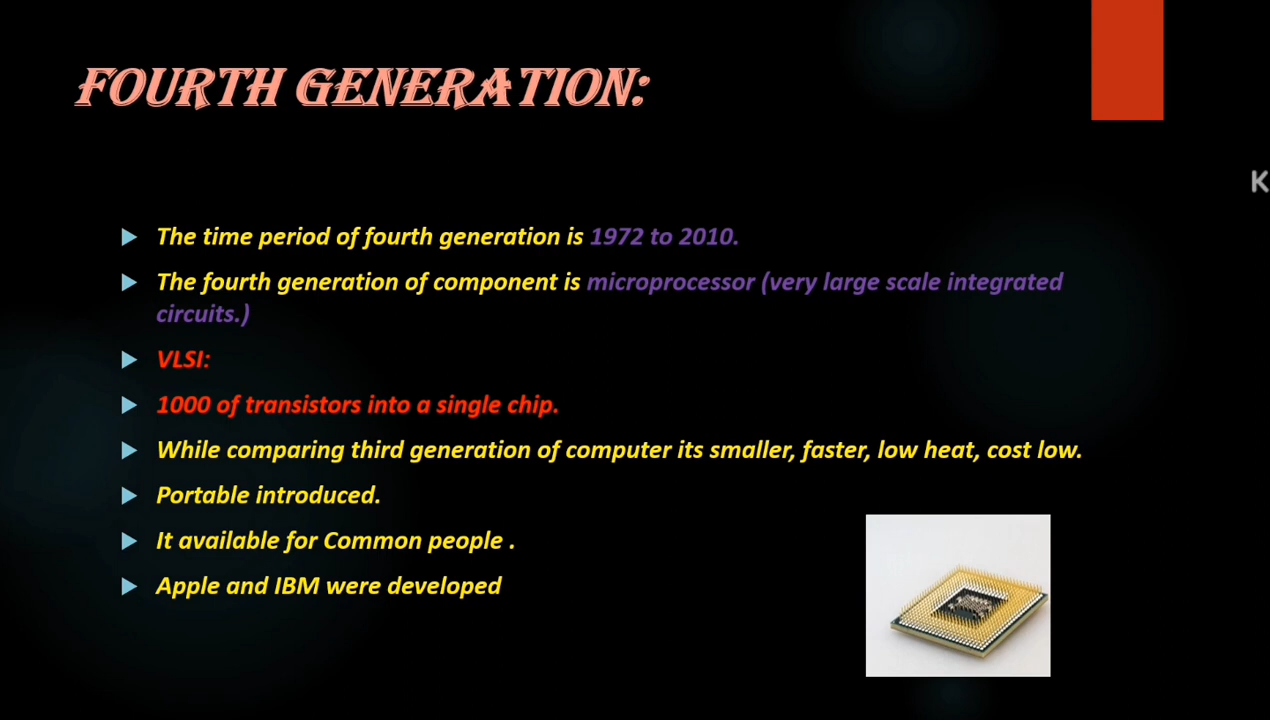 FOURTH GENERATION:
K
The time period of fourth generation is 1972 to 2010.
The fourth generation of component is microprocessor (very large scale integrated
circuits.)
VLSI:
1000 of transistors into a single chip.
While comparing third generation of computer its smaller, faster, low heat, cost low.
Portable introduced.
It available for Common people .
Apple and IBM were developed